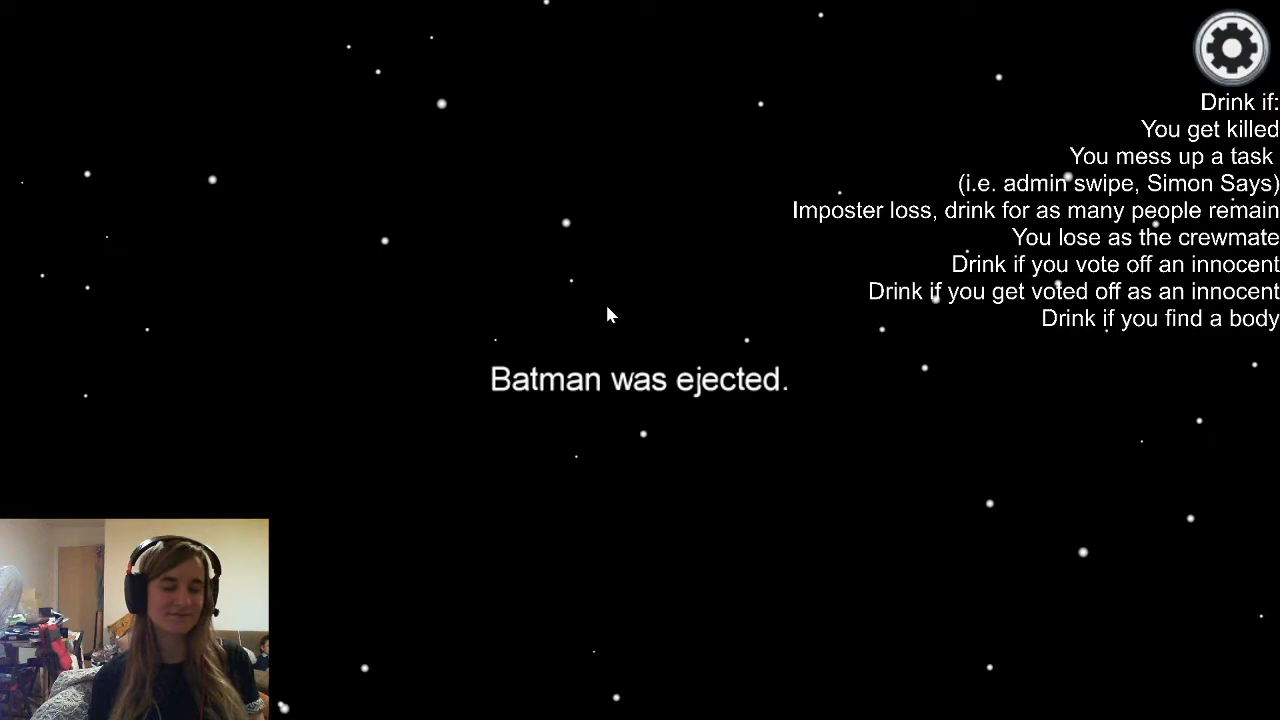 Drink if:
You get killed
You mess up a task
(i.e. admin swipe, Simon Says)
Imposter loss, drink for as many people remain
You lose as the crewmate
Drink if you vote off an innocent
Drink if you get voted off as an innocent
Drink if you find a body
Batman was ejected.